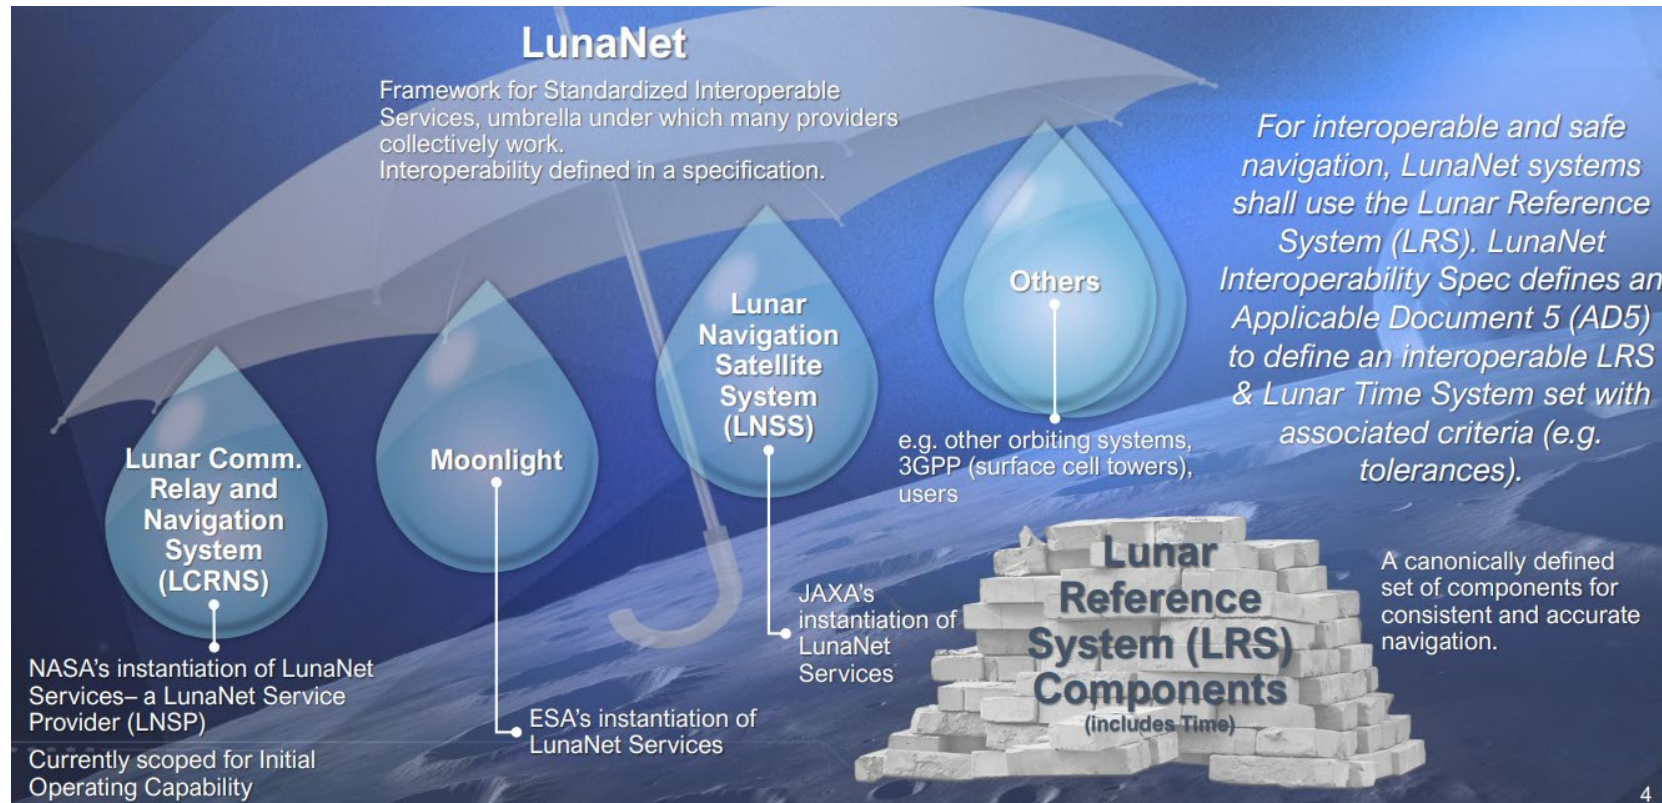 LunaNet
Framework for Standardized Interoperable
Services, umbrella under which many providers
collectively work.
Interoperability defined in a specification.
For interoperable and safe
navigation, LunaNet systems
shall use the Lunar Reference
System (LRS). LunaNet
Interoperability Spec defines an
Applicable Document 5 (AD5)
to define an interoperable LRS
& Lunar Time System set with
associated criteria (e.g.
tolerances).
Lunar Comm.
Relay and
Navigation
System
(LCRNS)
NASA's instantiation of LunaNet
Services– a LunaNet Service
Provider (LNSP)
Currently scoped for Initial
Operating Capability
Moonlight
ESA's instantiation of
LunaNet Services
Lunar
Navigation
Satellite
System
(LNSS)
JAXA's
instantiation of
LunaNet
Services
Others
e.g. other orbiting systems,
3GPP (surface cell towers),
users
Lunar
Reference
System (LRS)
Components
(includes Time)
A canonically defined
set of components for
consistent and accurate
navigation.
4